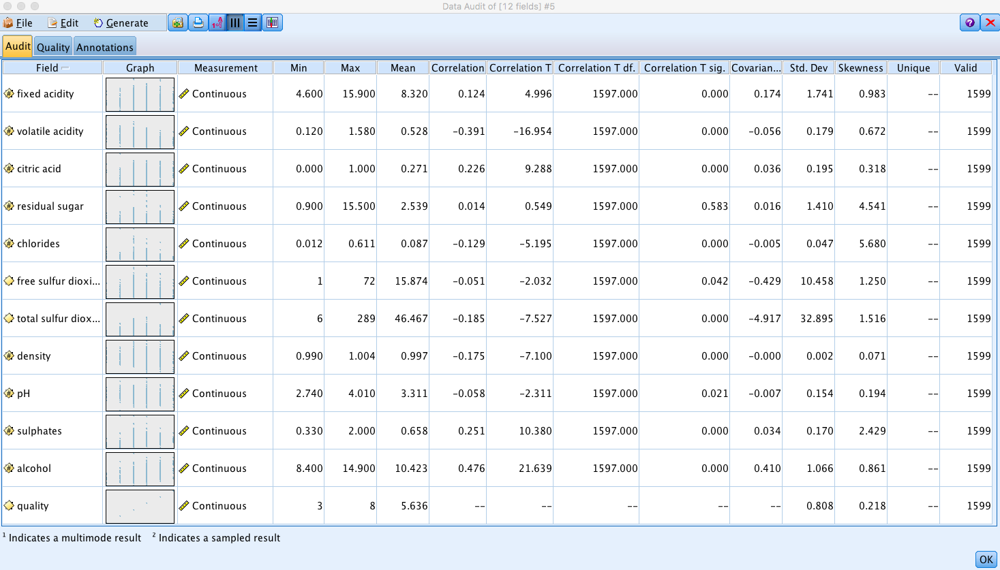 Data Audit of [12 fields] #5
File Edit Generate
Audit Quality Annotations
Field Graph Measurement Min Max Mean Correlation Correlation T Correlation T df. Correlation T sig. Covarian... Std. Dev Skewness Unique Valid
fixed acidity Continuous 4.600 15.900 8.320 0.124 4.996 1597.000 0.000 0.174 1.741 0.983 -- 1599
volatile acidity Continuous 0.120 1.580 0.528 -0.391 -16.954 1597.000 0.000 -0.056 0.179 0.672 -- 1599
citric acid Continuous 0.000 1.000 0.271 0.226 9.288 1597.000 0.000 0.036 0.195 0.318 -- 1599
residual sugar Continuous 0.900 15.500 2.539 0.014 0.549 1597.000 0.583 0.016 1.410 4.541 -- 1599
chlorides Continuous 0.012 0.611 0.087 -0.129 -5.195 1597.000 0.000 -0.005 0.047 5.680 -- 1599
free sulfur dioxi... Continuous 1 72 15.874 -0.051 -2.032 1597.000 0.042 -0.429 10.458 1.250 -- 1599
total sulfur diox... Continuous 6 289 46.467 -0.185 -7.527 1597.000 0.000 -4.917 32.895 1.516 -- 1599
density Continuous 0.990 1.004 0.997 -0.175 -7.100 1597.000 0.000 -0.000 0.002 0.071 -- 1599
pH Continuous 2.740 4.010 3.311 -0.058 -2.311 1597.000 0.021 -0.007 0.154 0.194 -- 1599
sulphates Continuous 0.330 2.000 0.658 0.251 10.380 1597.000 0.000 0.034 0.170 2.429 -- 1599
alcohol Continuous 8.400 14.900 10.423 0.476 21.639 1597.000 0.000 0.410 1.066 0.861 -- 1599
quality Continuous 3 8 5.636 -- -- -- -- -- 0.808 0.218 -- 1599
¹ Indicates a multimode result ² Indicates a sampled result
OK